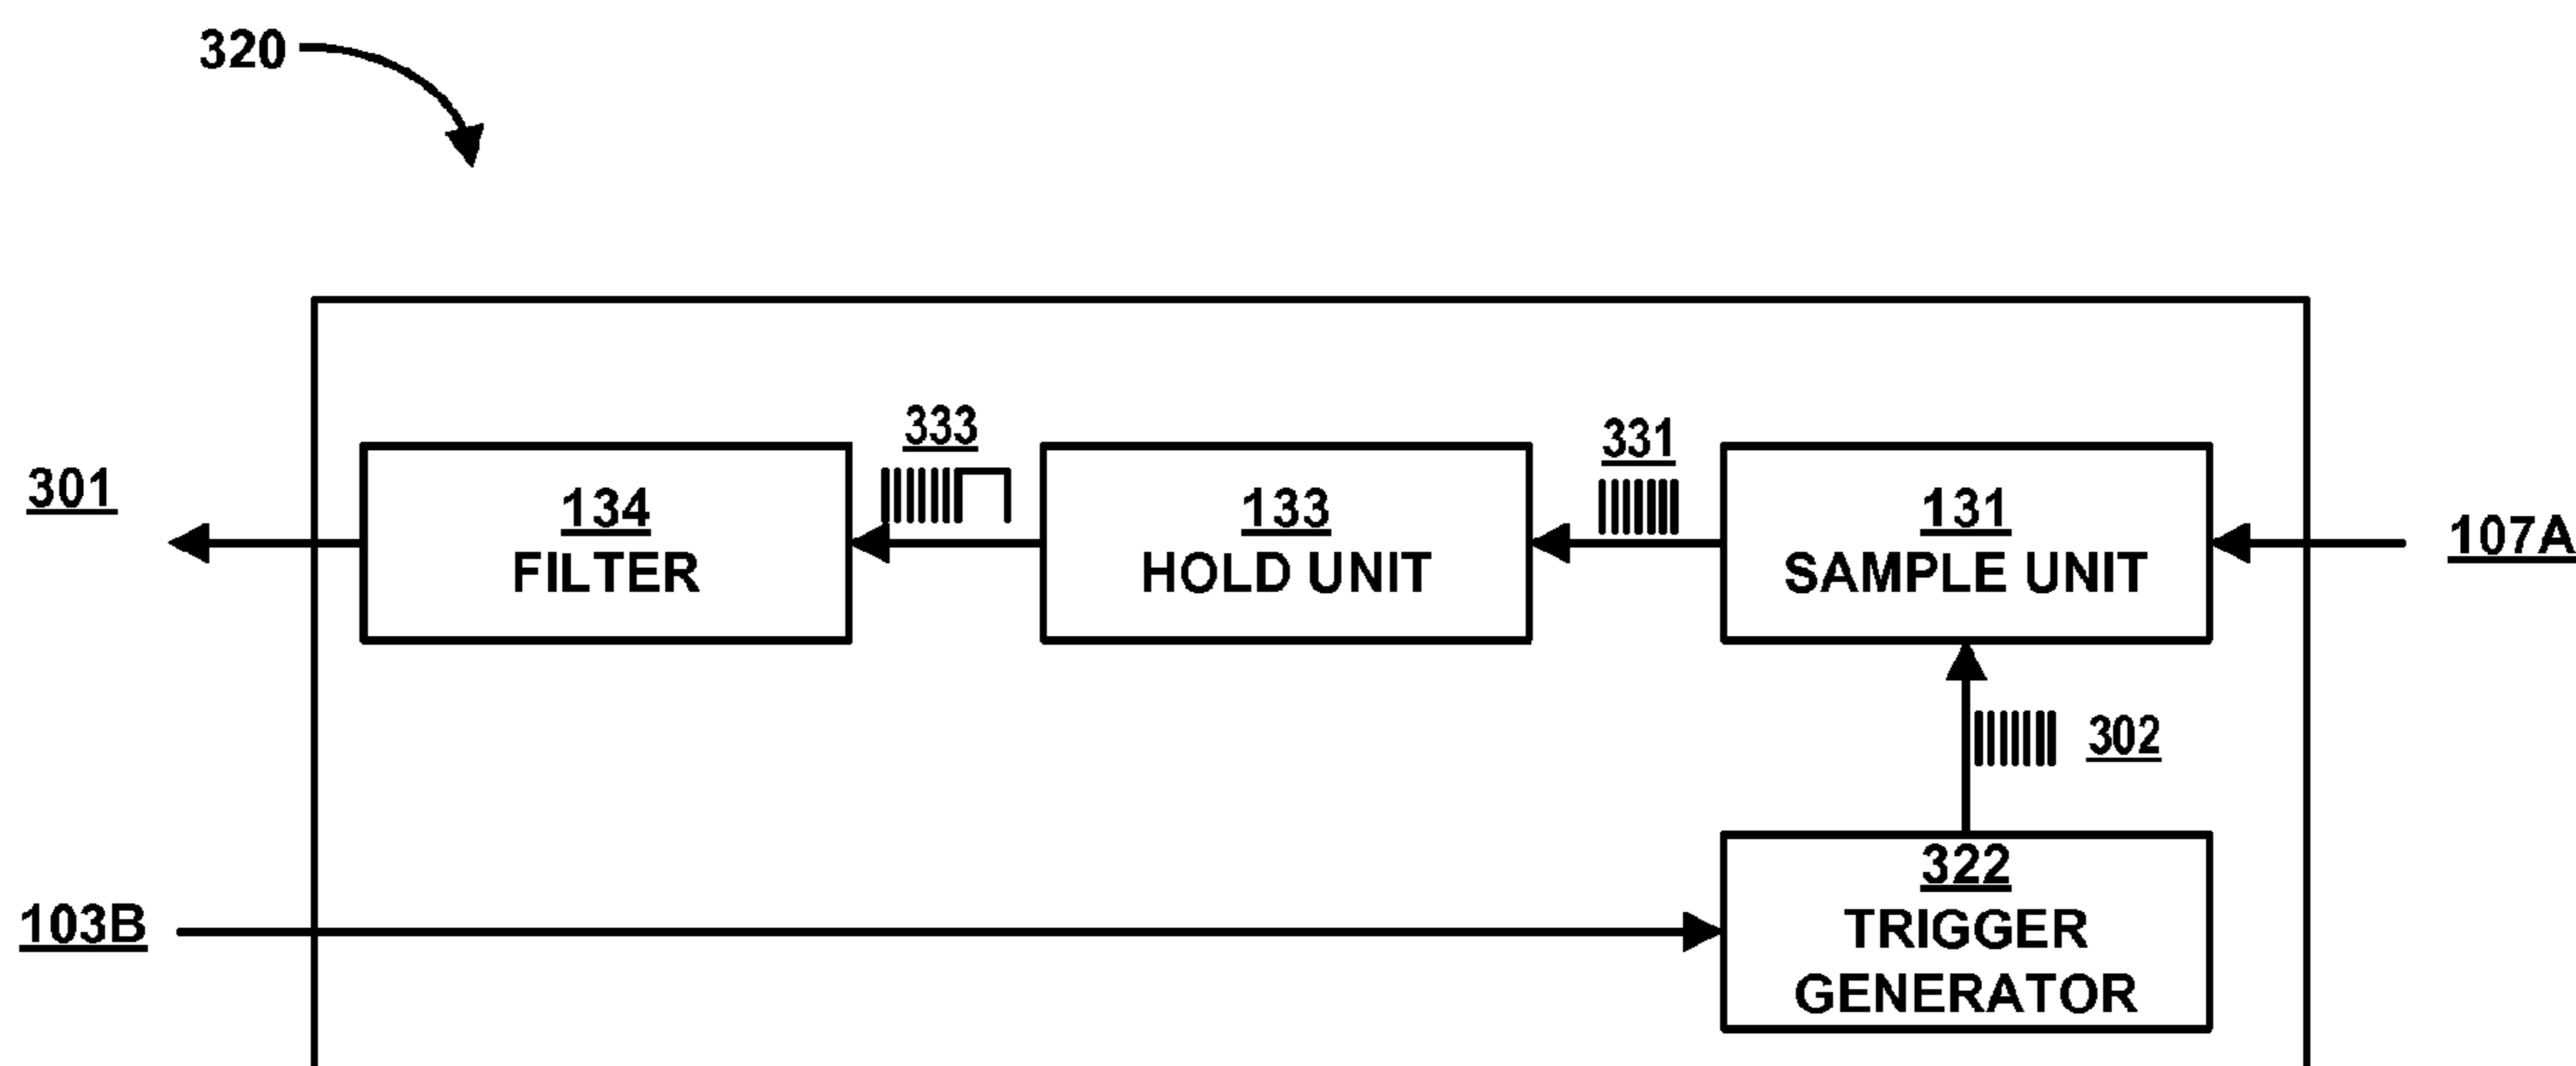 320
333
331
301
134
FILTER
133
HOLD UNIT
131
SAMPLE UNIT
107A
302
103B
322
TRIGGER
GENERATOR